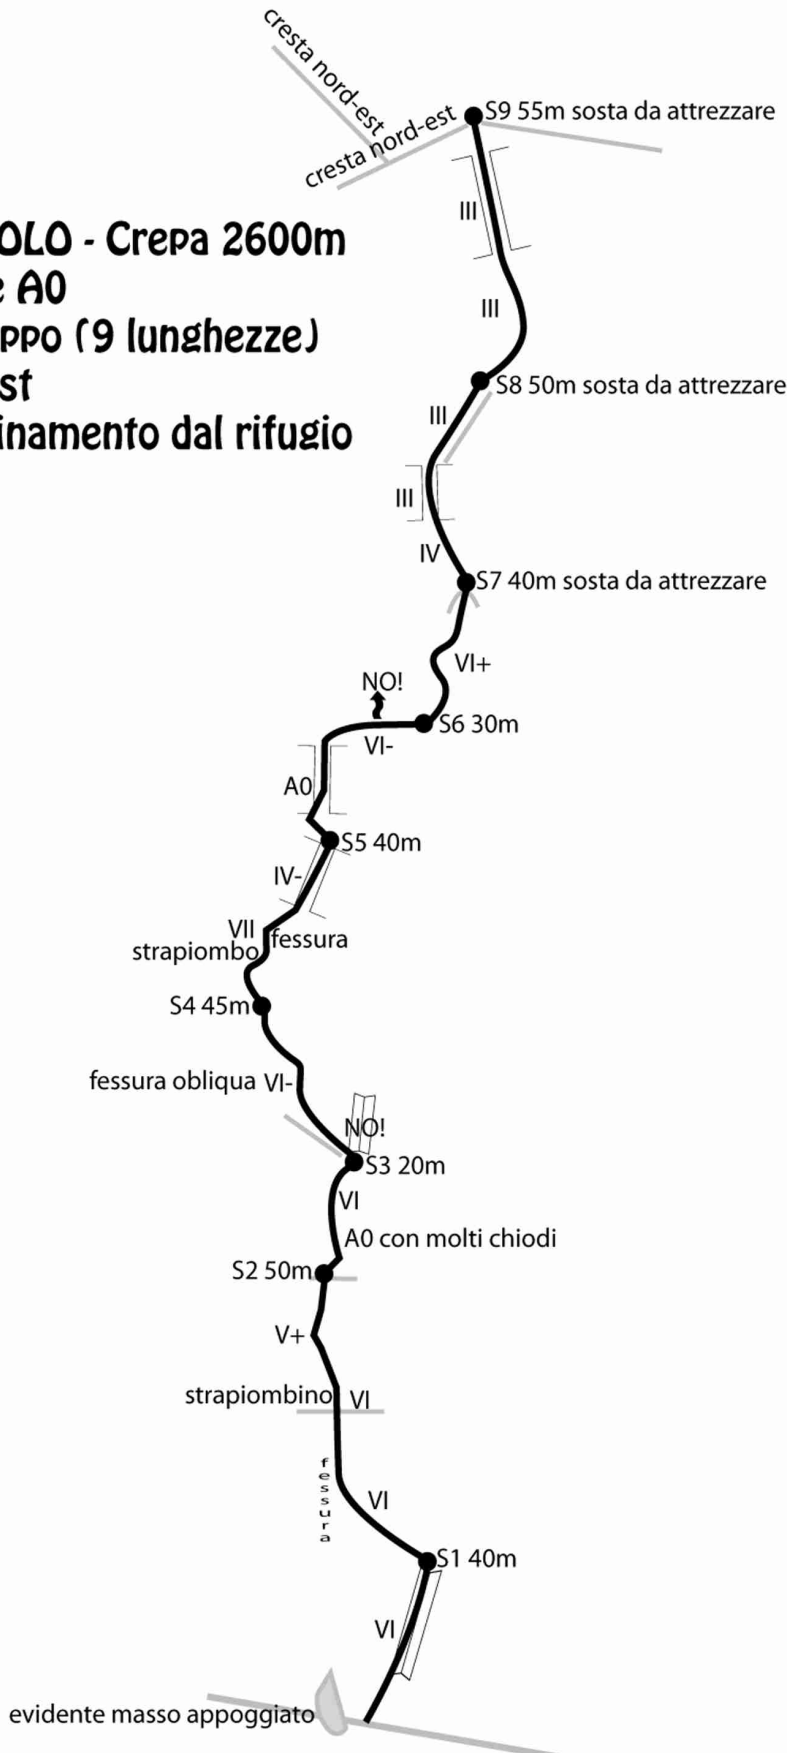 cresta nord-est
cresta nord-est
S9 55m sosta da attrezzare
III
OLO - Crepa 2600m
e A0
ppo (9 lunghezze)
st
inamento dal rifugio
III
S8 50m sosta da attrezzare
III
III
IV
S7 40m sosta da attrezzare
VI+
NO!
S6 30m
VI-
A0
S5 40m
IV-
VII
fessura
strapiombo
S4 45m
fessura obliqua VI-
NO!
S3 20m
VI
A0 con molti chiodi
S2 50m
V+
strapiombino VI
fessura
VI
S1 40m
VI
evidente masso appoggiato